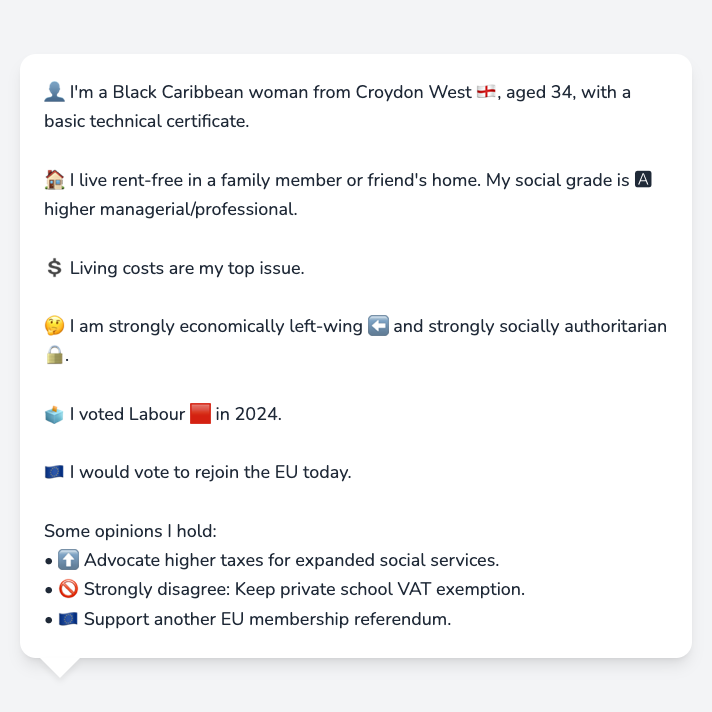 👤 I'm a Black Caribbean woman from Croydon West 🏴󠁧󠁢󠁥󠁮󠁧󠁿, aged 34, with a
basic technical certificate.
🏠 I live rent-free in a family member or friend's home. My social grade is 🅰
higher managerial/professional.
💲 Living costs are my top issue.
🤔 I am strongly economically left-wing ⬅️ and strongly socially authoritarian
🔒.
🗳️ I voted Labour 🟥 in 2024.
🇪🇺 I would vote to rejoin the EU today.
Some opinions I hold:
• ⬆️ Advocate higher taxes for expanded social services.
• 🚫 Strongly disagree: Keep private school VAT exemption.
• 🇪🇺 Support another EU membership referendum.